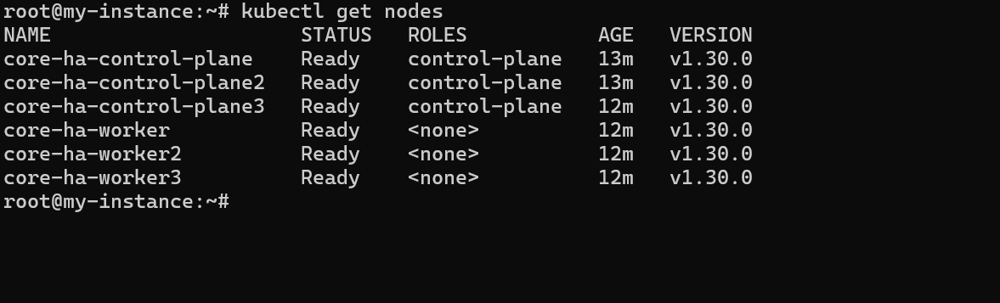 root@my-instance:~# kubectl get nodes
NAME                     STATUS   ROLES           AGE   VERSION
core-ha-control-plane    Ready    control-plane   13m   v1.30.0
core-ha-control-plane2   Ready    control-plane   13m   v1.30.0
core-ha-control-plane3   Ready    control-plane   12m   v1.30.0
core-ha-worker           Ready    <none>          12m   v1.30.0
core-ha-worker2          Ready    <none>          12m   v1.30.0
core-ha-worker3          Ready    <none>          12m   v1.30.0
root@my-instance:~#